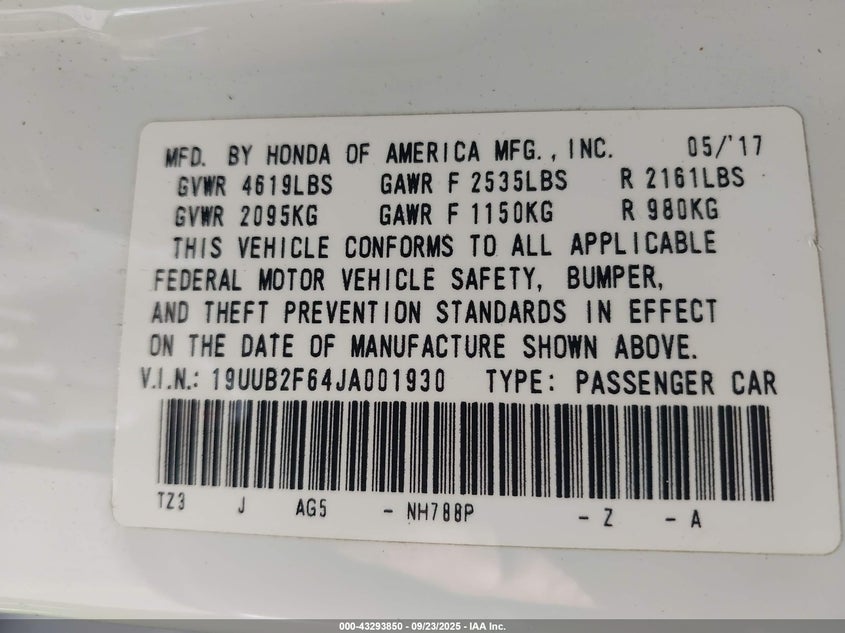 MFD. BY HONDA OF AMERICA MFG., INC. 05/'17
GVWR 4619LBS GAWR F 2535LBS R 2161LBS
GVWR 2095KG GAWR F 1150KG R 980KG
THIS VEHICLE CONFORMS TO ALL APPLICABLE
FEDERAL MOTOR VEHICLE SAFETY, BUMPER,
AND THEFT PREVENTION STANDARDS IN EFFECT
ON THE DATE OF MANUFACTURE SHOWN ABOVE.
V.I.N.: 19UUB2F64JA001930 TYPE: PASSENGER CAR
TZ3 J AG5 - NH788P - Z - A
000-43293850 - 09/23/2025 - IAA Inc.